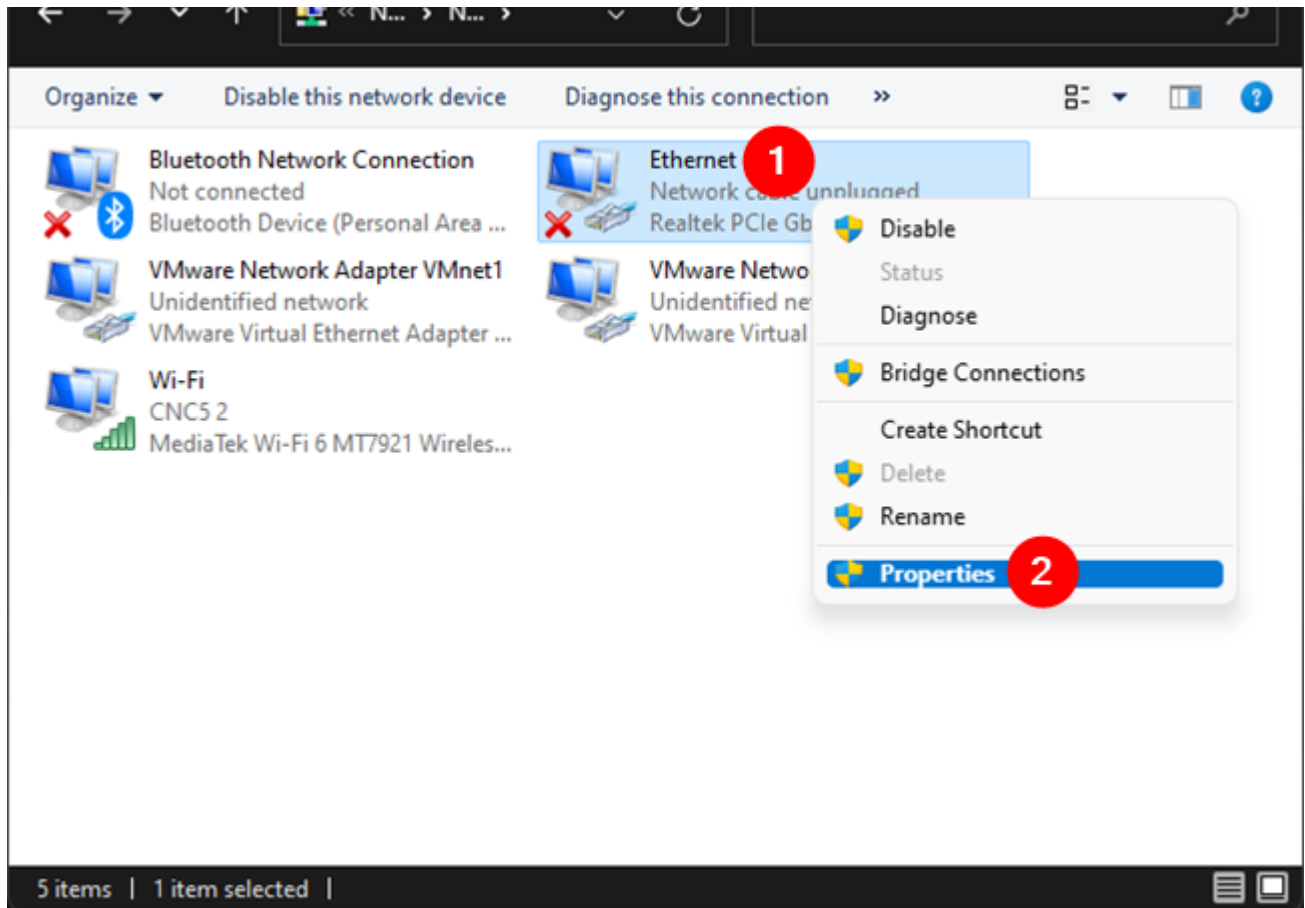 « N... › N... ›
Organize Disable this network device Diagnose this connection »
Bluetooth Network Connection
Not connected
Bluetooth Device (Personal Area ...
Ethernet 1
Network cable unplugged
Realtek PCIe Gb
VMware Network Adapter VMnet1
Unidentified network
VMware Virtual Ethernet Adapter ...
VMware Netwo
Unidentified ne
VMware Virtual
Wi-Fi
CNC5 2
MediaTek Wi-Fi 6 MT7921 Wireles...
Disable
Status
Diagnose
Bridge Connections
Create Shortcut
Delete
Rename
Properties 2
5 items | 1 item selected |